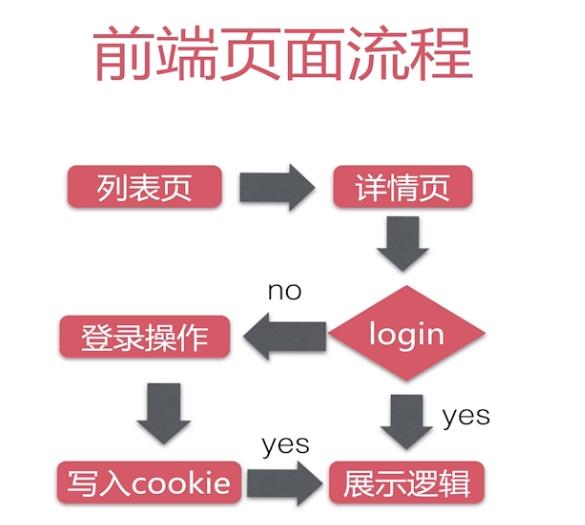 前端页面流程
列表页
详情页
no
登录操作
login
yes
yes
写入cookie
展示逻辑